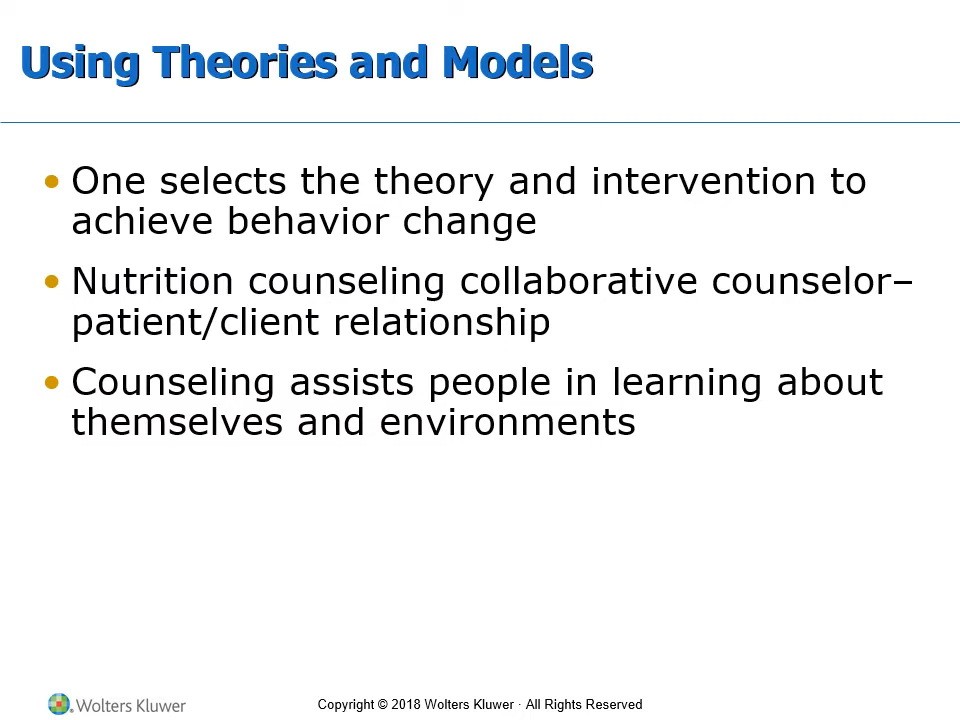 Using Theories and Models
• One selects the theory and intervention to
achieve behavior change
• Nutrition counseling collaborative counselor–
patient/client relationship
• Counseling assists people in learning about
themselves and environments
Wolters Kluwer
Copyright © 2018 Wolters Kluwer · All Rights Reserved